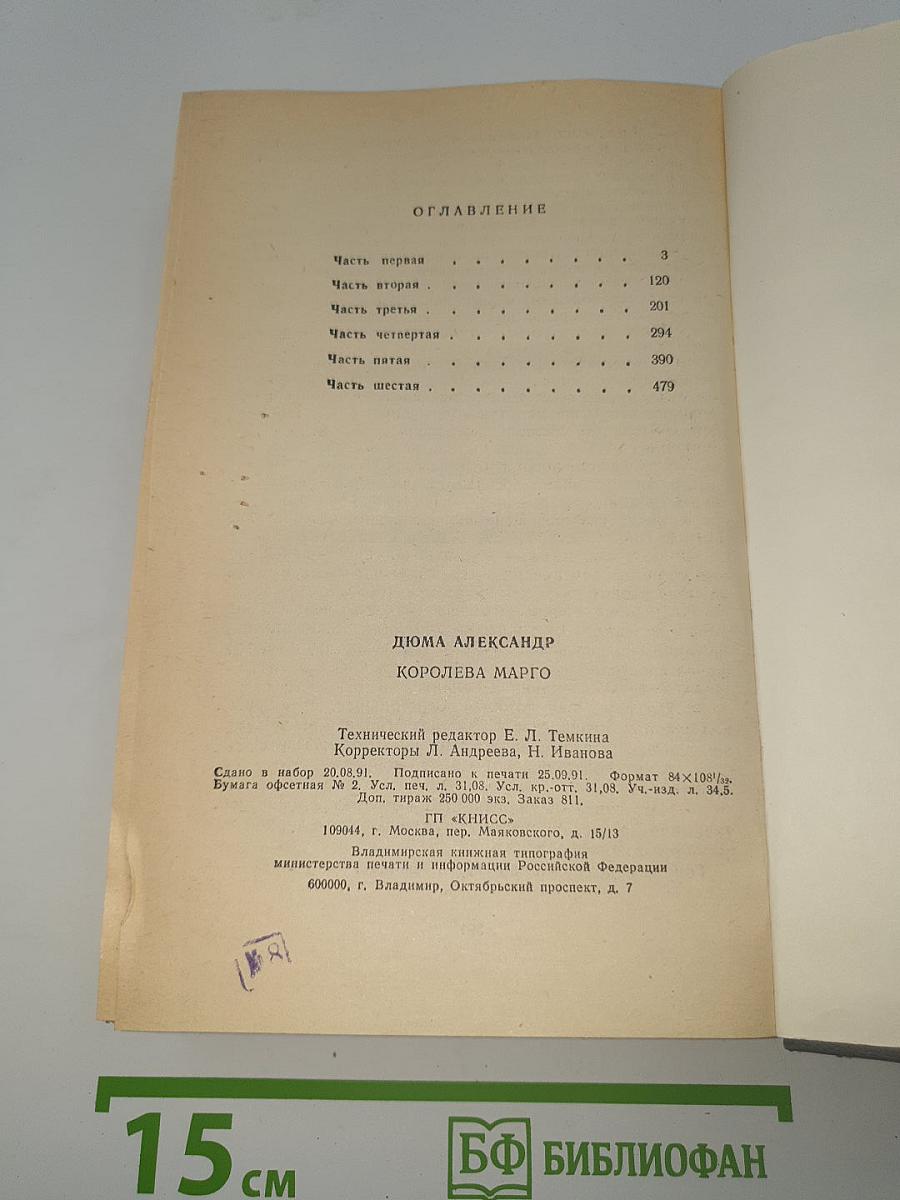 ОГЛАВЛЕНИЕ
Часть первая . . . . . . . . 3
Часть вторая . . . . . . . . . 120
Часть третья . . . . . . . . . 201
Часть четвертая . . . . . . . . 294
Часть пятая . . . . . . . . . 390
Часть шестая . . . . . . . . . 479
ДЮМА АЛЕКСАНДР
КОРОЛЕВА МАРГО
Технический редактор Е. Л. Темкина
Корректоры Л. Андреева, Н. Иванова
Сдано в набор 20.08.91. Подписано к печати 25.09.91. Формат 84×108¹/₃₂.
Бумага офсетная № 2. Усл. печ. л. 31,08. Усл. кр.-отт. 31,08. Уч.-изд. л. 34,5.
Доп. тираж 250 000 экз. Заказ 811.
ГП «КНИСС»
109044, г. Москва, пер. Маяковского, д. 15/13
Владимирская книжная типография
министерства печати и информации Российской Федерации
600000, г. Владимир, Октябрьский проспект, д. 7
15 см
БФ БИБЛИОФАН